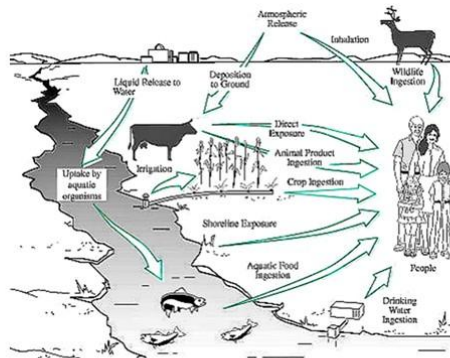 Atmospheric
Release
Inhalation
Liquid Release to
Water
Deposition
to Ground
Wildlife
Ingestion
Direct
Exposure
Animal Product
Ingestion
Irrigation
Crop Ingestion
Uptake by
aquatic
organisms
Shoreline Exposure
Aquatic Food
Ingestion
People
Drinking
Water
Ingestion